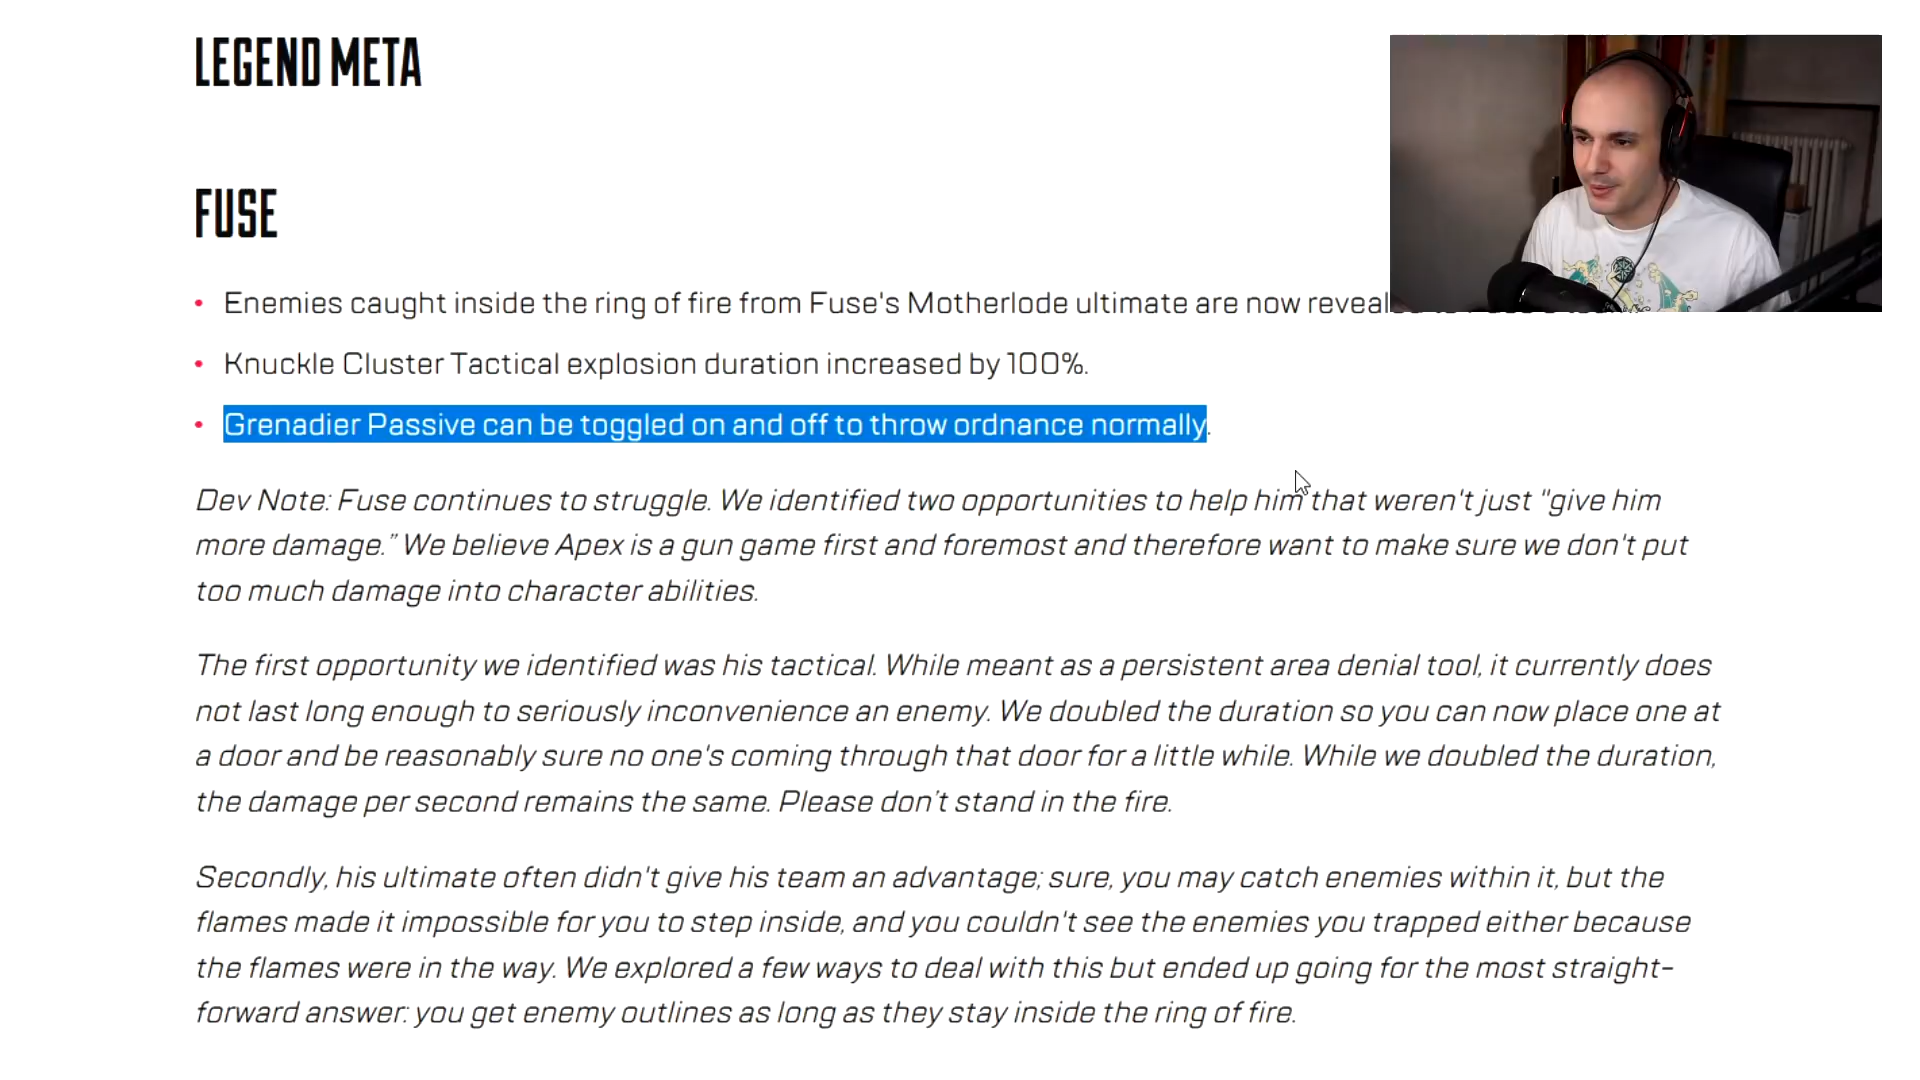 LEGEND META
FUSE
• Enemies caught inside the ring of fire from Fuse's Motherlode ultimate are now
• Knuckle Cluster Tactical explosion duration increased by 100%.
• Grenadier Passive can be toggled on and off to throw ordnance normally.
Dev Note: Fuse continues to struggle. We identified two opportunities to help him that weren't just "give him
more damage.” We believe Apex is a gun game first and foremost and therefore want to make sure we don't put
too much damage into character abilities.
The first opportunity we identified was his tactical. While meant as a persistent area denial tool, it currently does
not last long enough to seriously inconvenience an enemy. We doubled the duration so you can now place one at
a door and be reasonably sure no one's coming through that door for a little while. While we doubled the duration,
the damage per second remains the same. Please don’t stand in the fire.
Secondly, his ultimate often didn't give his team an advantage; sure, you may catch enemies within it, but the
flames made it impossible for you to step inside, and you couldn't see the enemies you trapped either because
the flames were in the way. We explored a few ways to deal with this but ended up going for the most straight-
forward answer: you get enemy outlines as long as they stay inside the ring of fire.